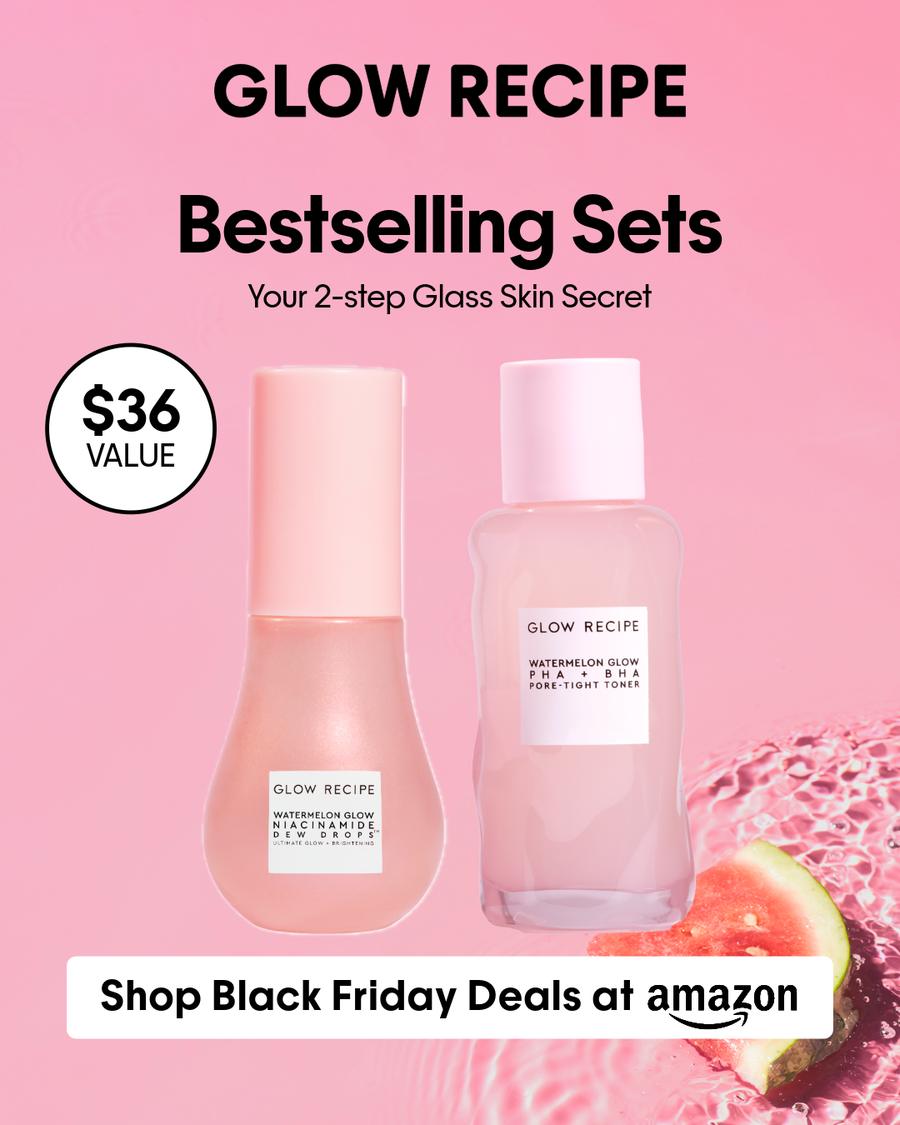 GLOW RECIPE
Bestselling Sets
Your 2-step Glass Skin Secret
$36
VALUE
GLOW RECIPE
WATERMELON GLOW
NIACINAMIDE
DEW DROPS™
ULTIMATE GLOW + BRIGHTENING
GLOW RECIPE
WATERMELON GLOW
PHA + BHA
PORE-TIGHT TONER
Shop Black Friday Deals at amazon